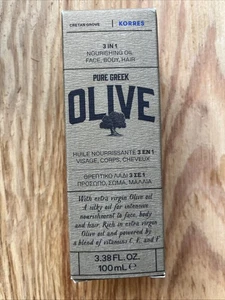 CRETAN GROVE
KORRES
3 IN 1
NOURISHING OIL
FACE, BODY, HAIR
PURE GREEK
OLIVE
HUILE NOURRISSANTE 3 EN 1
VISAGE, CORPS, CHEVEUX
ΘΡΕΠΤΙΚΟ ΛΑΔΙ 3 ΣΕ 1
ΠΡΟΣΩΠΟ, ΣΩΜΑ, ΜΑΛΛΙΑ
With extra virgin Olive oil
A silky oil for intensive
nourishment to face, body
and hair. Rich in extra virgin
Olive oil and powered by
a blend of vitamins
3.38 FL. OZ.
100 mL e